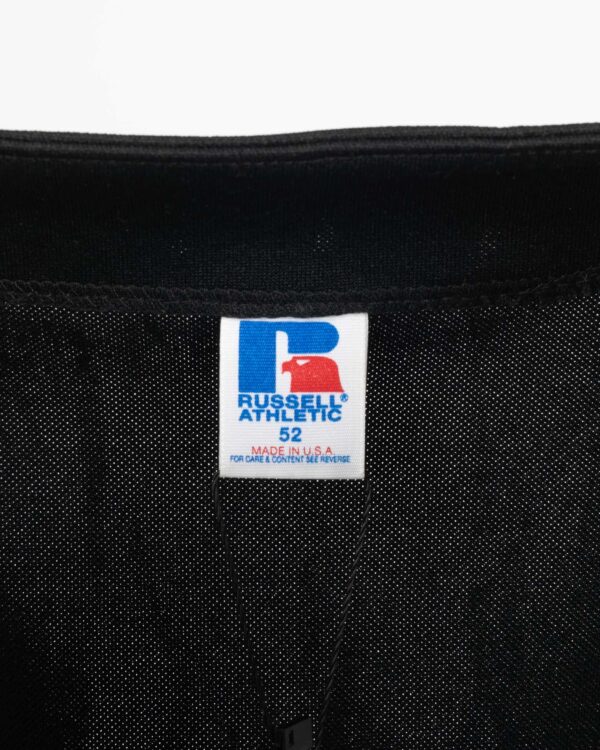 R
RUSSELL®
ATHLETIC
52
MADE IN U.S.A.
FOR CARE & CONTENT SEE REVERSE